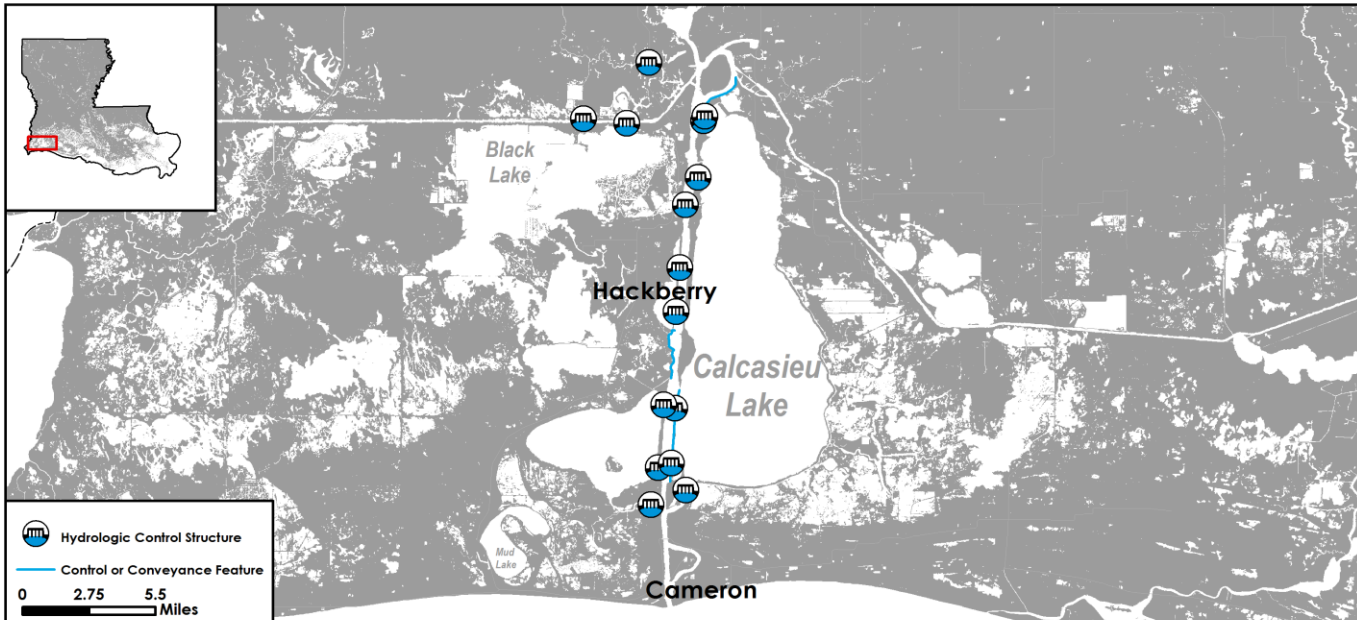 Black
Lake
Hackberry
Calcasieu
Lake
Mud
Lake
Cameron
Hydrologic Control Structure
Control or Conveyance Feature
0 2.75 5.5
Miles